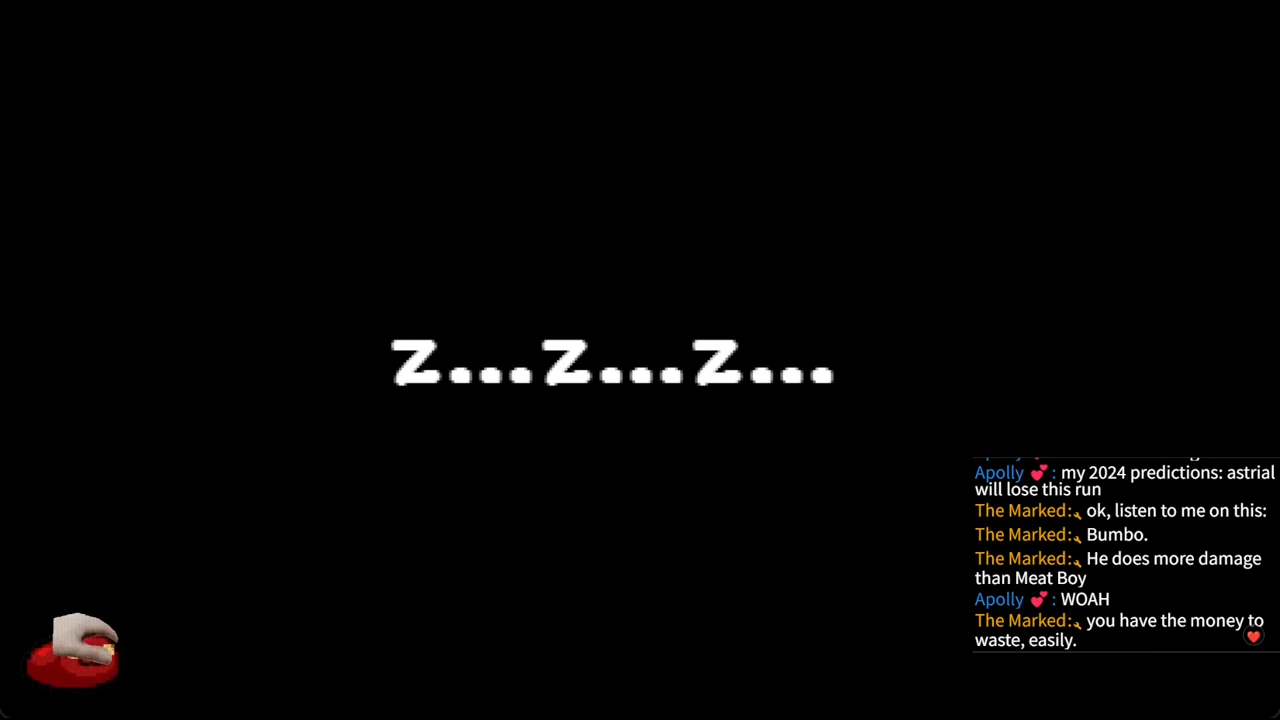 z...z...z...
Apolly 💕 : my 2024 predictions: astrial
will lose this run
The Marked: ok, listen to me on this:
The Marked: Bumbo.
The Marked: He does more damage
than Meat Boy
Apolly 💕 : WOAH
The Marked: you have the money to
waste, easily.